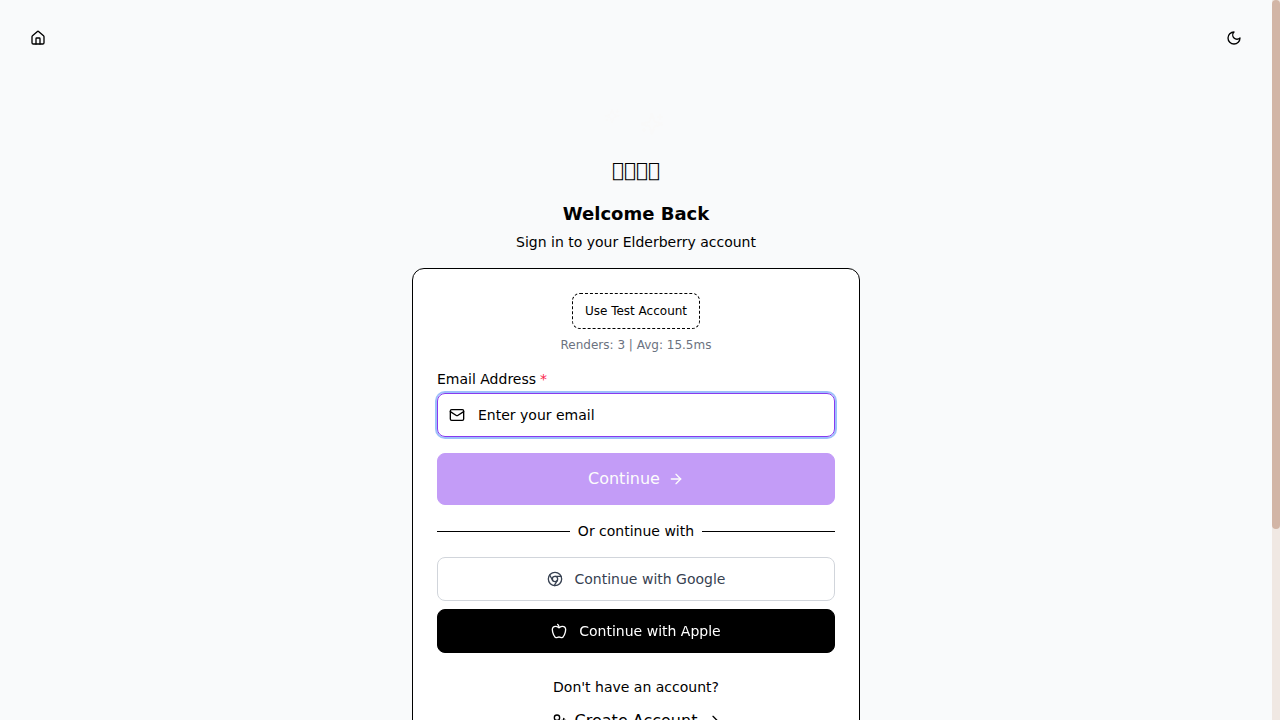 Welcome Back
Sign in to your Elderberry account
Use Test Account
Renders: 3 | Avg: 15.5ms
Email Address *
Enter your email
Continue
Or continue with
Continue with Google
Continue with Apple
Don't have an account?
Create Account